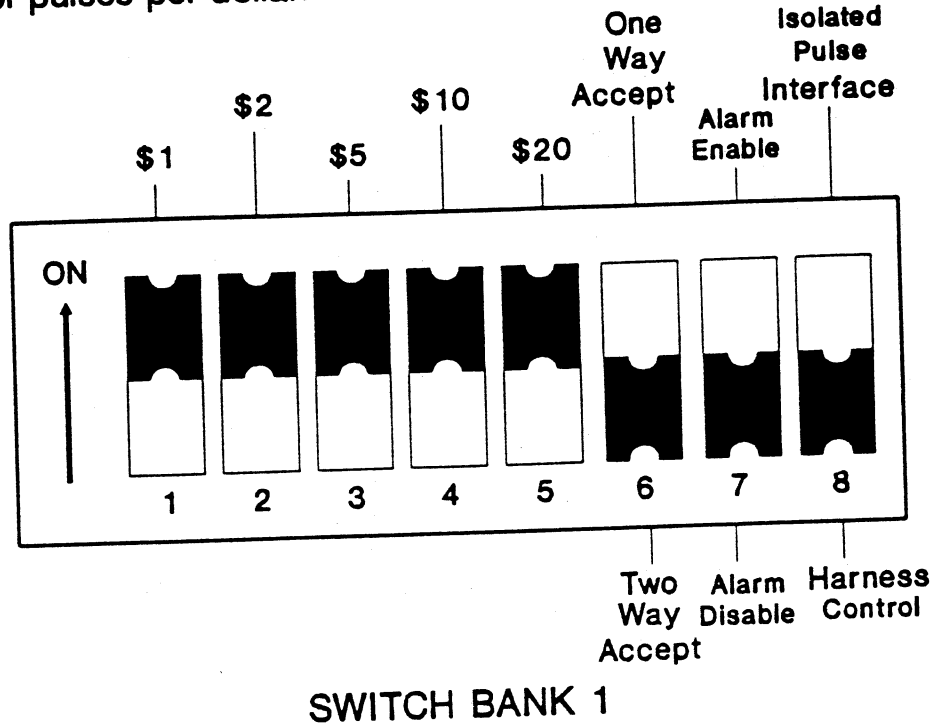 pulses per dollar.
One
Way
Accept
Isolated
Pulse
Interface
$1
$2
$5
$10
$20
Alarm
Enable
ON
1 2 3 4 5 6 7 8
Two
Way
Accept
Alarm
Disable
Harness
Control
SWITCH BANK 1